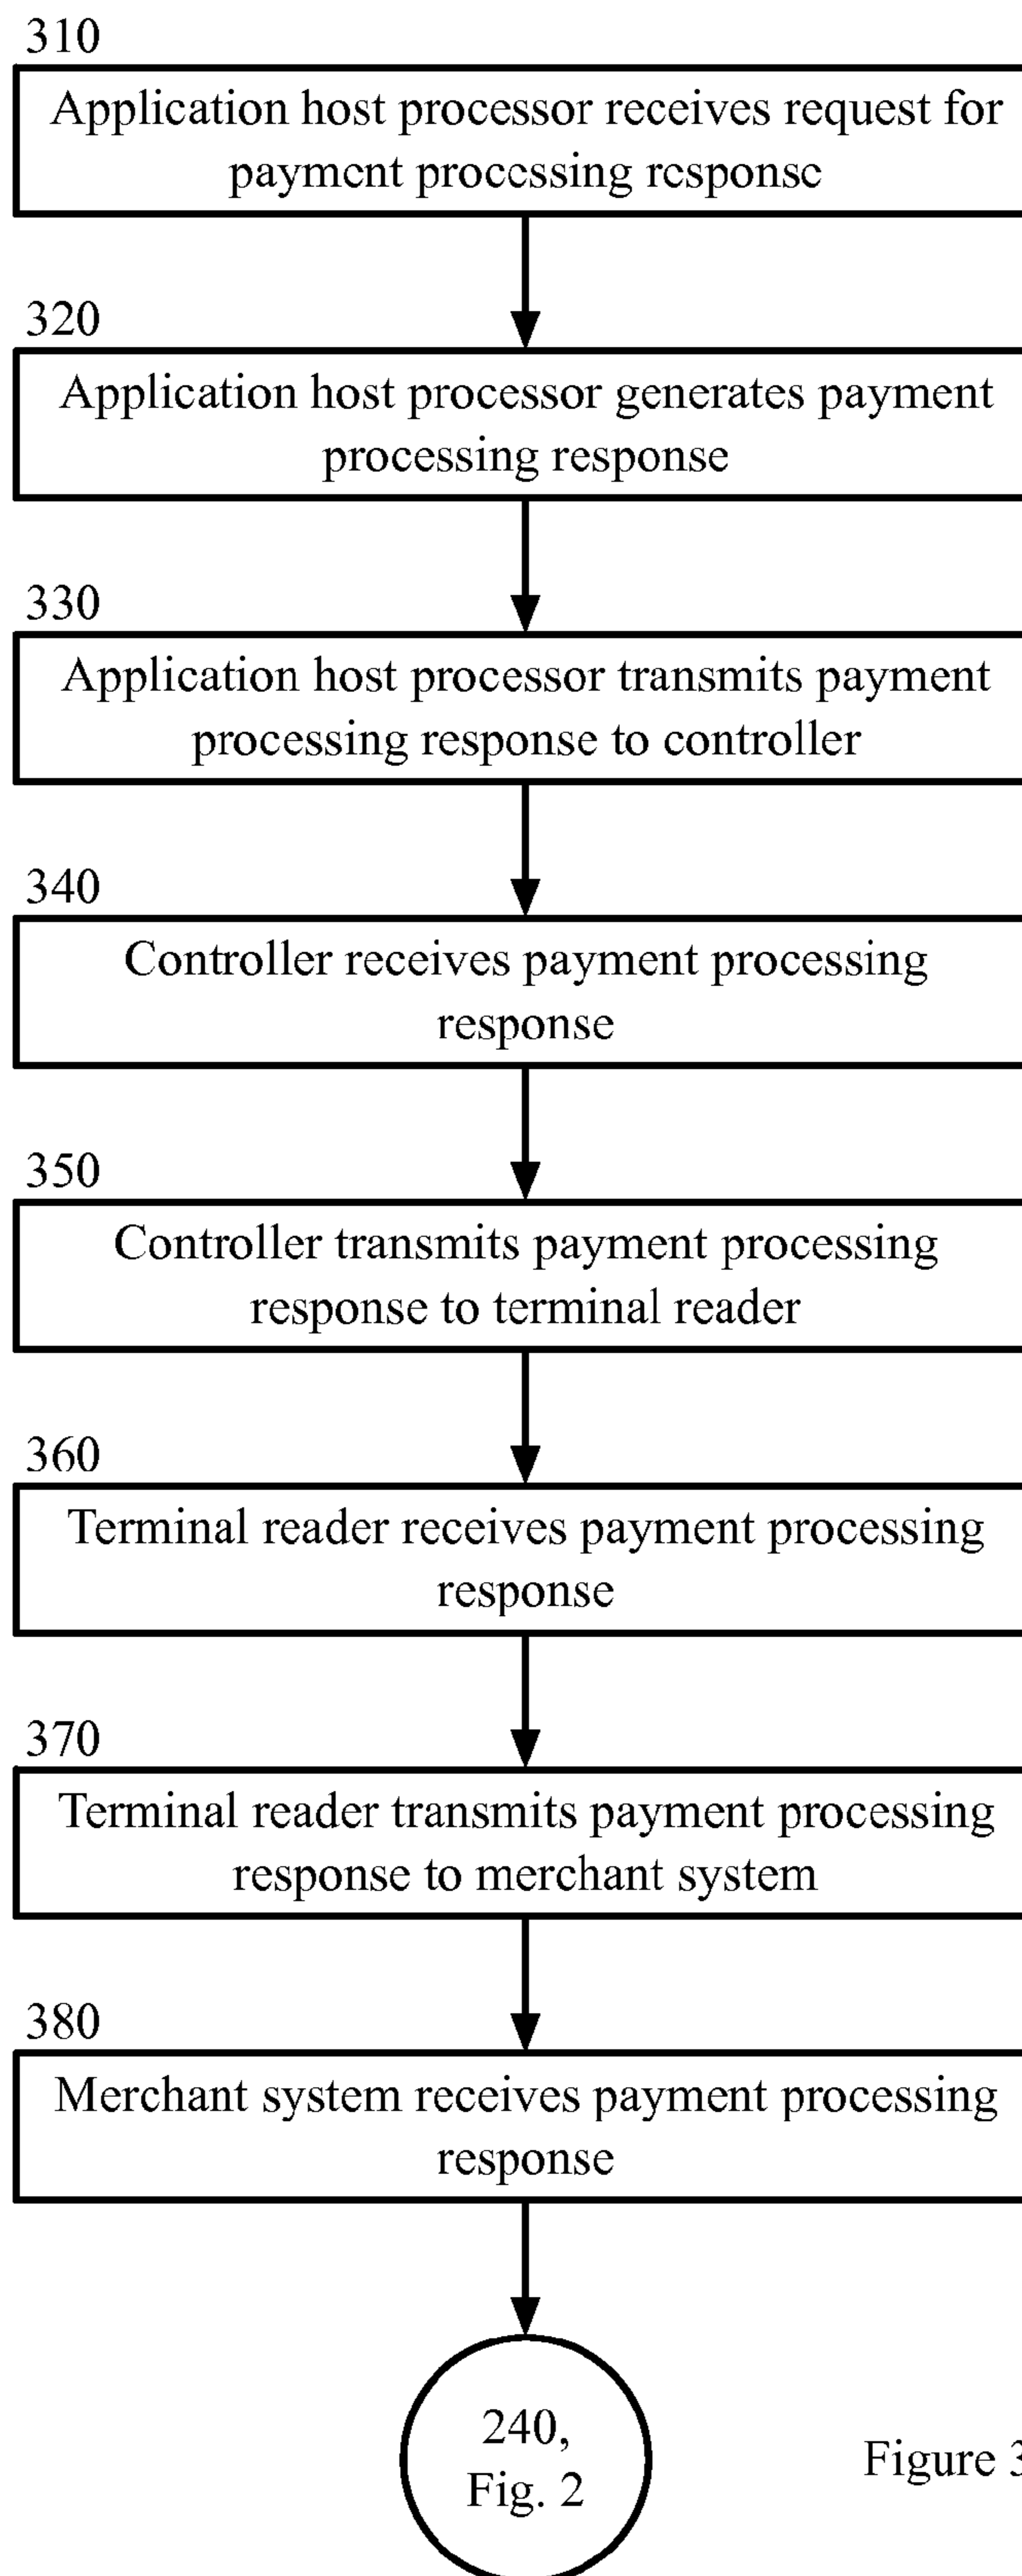 310
Application host processor receives request for
payment processing response
320
Application host processor generates payment
processing response
330
Application host processor transmits payment
processing response to controller
340
Controller receives payment processing
response
350
Controller transmits payment processing
response to terminal reader
360
Terminal reader receives payment processing
response
370
Terminal reader transmits payment processing
response to merchant system
380
Merchant system receives payment processing
response
240,
Fig. 2
Figure 3